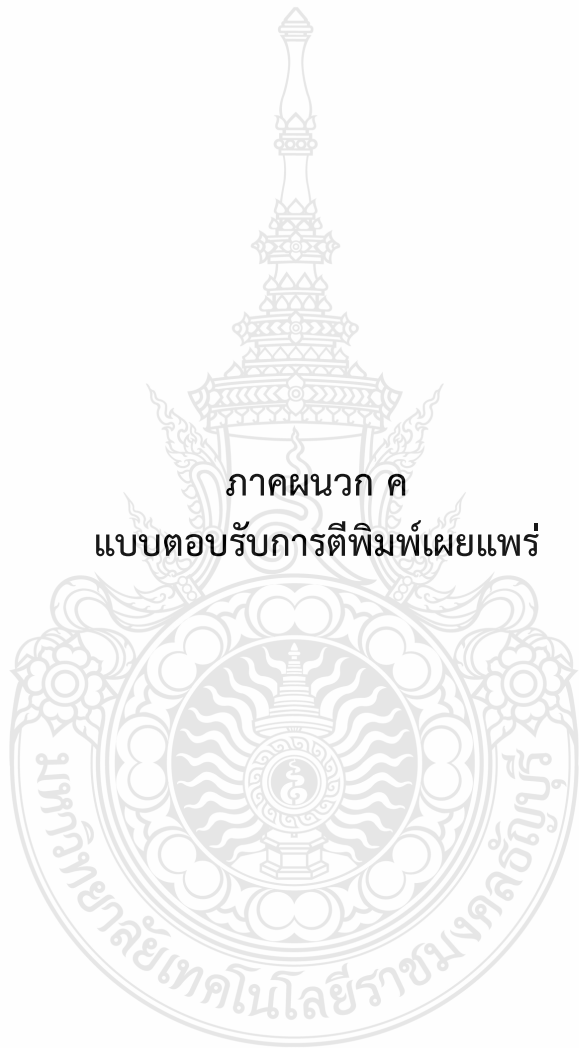 ภาคผนวก ค
แบบตอบรับการตีพิมพ์เผยแพร่
มหาวิทยาลัยเทคโนโลยีราชมงคลธัญบุรี